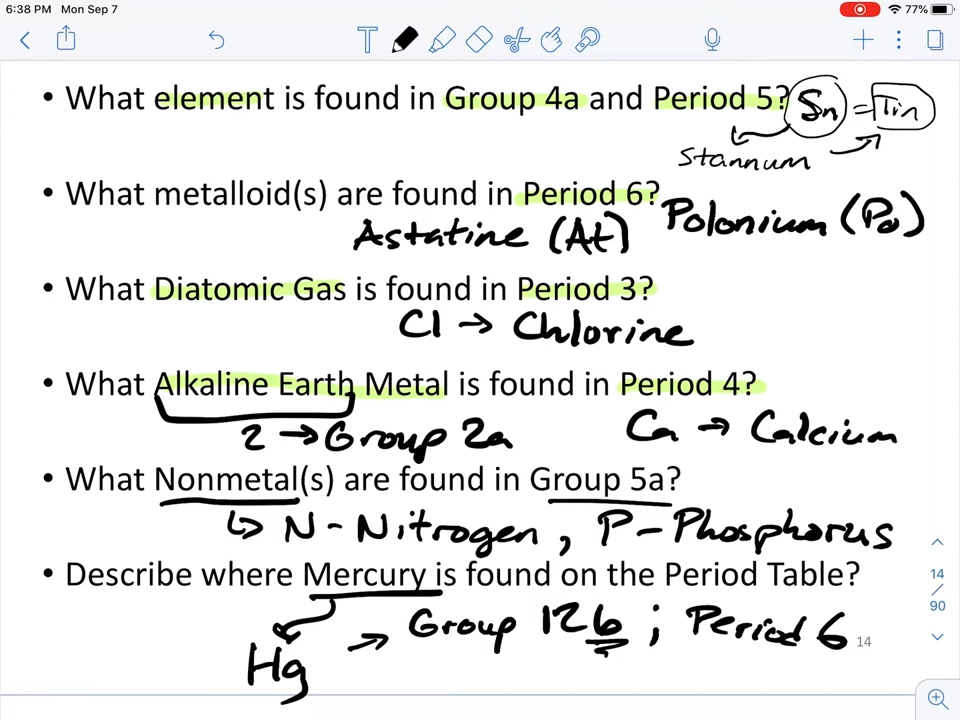 6:38 PM Mon Sep 7
77%
T
• What element is found in Group 4a and Period 5? Sn = Tin
Stannum
• What metalloid(s) are found in Period 6? Polonium (Po)
Astatine (At)
• What Diatomic Gas is found in Period 3?
Cl → Chlorine
• What Alkaline Earth Metal is found in Period 4?
2 → Group 2a Ca → Calcium
• What Nonmetal(s) are found in Group 5a?
↳ N - Nitrogen, P - Phosphorus
• Describe where Mercury is found on the Period Table?
Hg → Group 12b ; Period 6
14
14
/
90